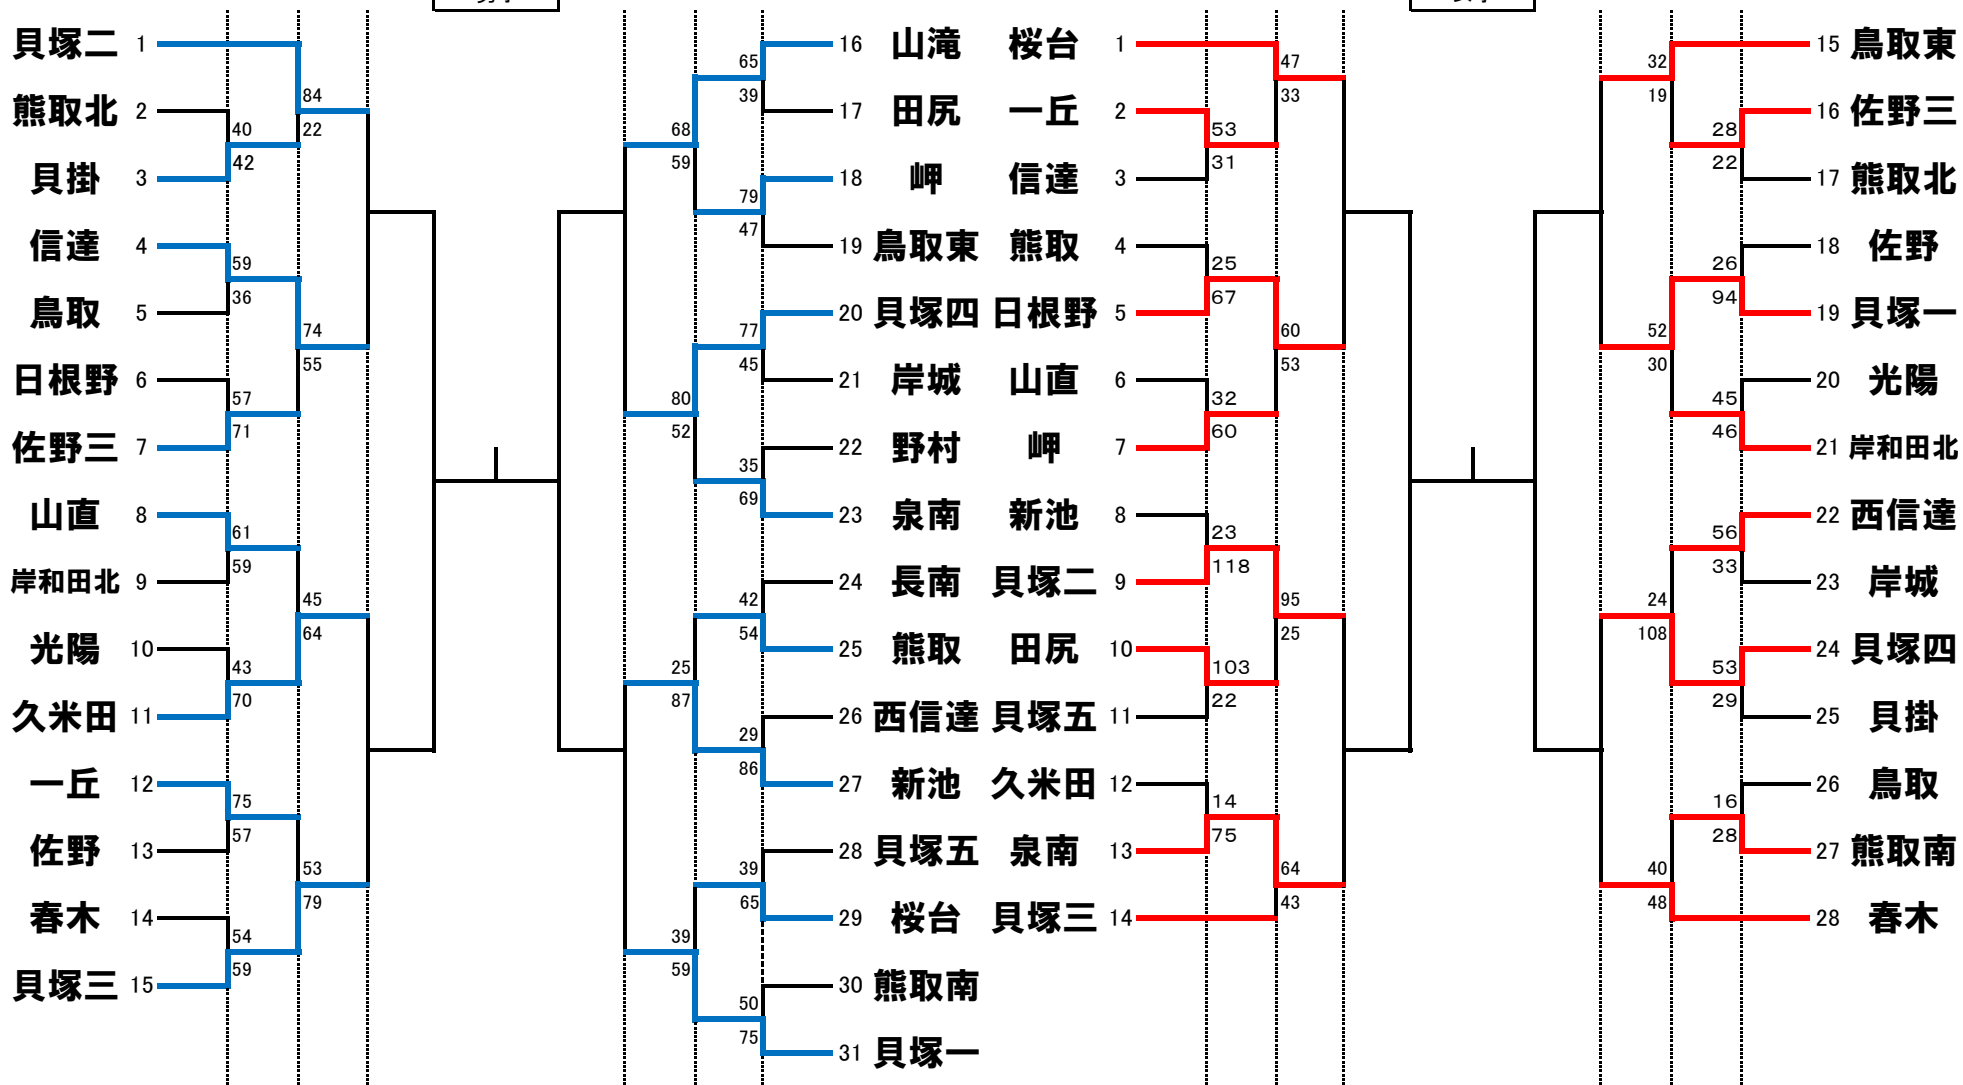 貝塚二 1 16 山滝 桜台 1 15 鳥取東
65 47 32
84 39 33 19
熊取北 2 17 田尻 一丘 2 16 佐野三
40 22 68 53 28
42 59 31 22
貝掛 3 18 岬 信達 3 17 熊取北
79
47
信達 4 19 鳥取東 熊取 4 18 佐野
59 25 26
36 67 94
鳥取 5 20 貝塚四 日根野 5 19 貝塚一
74 77 60 52
55 45 53 30
日根野 6 21 岸城 山直 6 20 光陽
57 80 32 45
71 52 60 46
佐野三 7 22 野村 岬 7 21 岸和田北
35
69
山直 8 23 泉南 新池 8 22 西信達
61 23 56
59 118 33
岸和田北 9 24 長南 貝塚二 9 23 岸城
45 42 95 24
64 54 25 108
光陽 10 25 熊取 田尻 10 24 貝塚四
43 25 103 53
70 87 22 29
久米田 11 26 西信達 貝塚五 11 25 貝掛
29
86
一丘 12 27 新池 久米田 12 26 鳥取
75 14 16
57 75 28
佐野 13 28 貝塚五 泉南 13 27 熊取南
53 39 64 40
79 65 43 48
春木 14 29 桜台 貝塚三 14 28 春木
54 39
59 59
貝塚三 15 30 熊取南
50
75
31 貝塚一